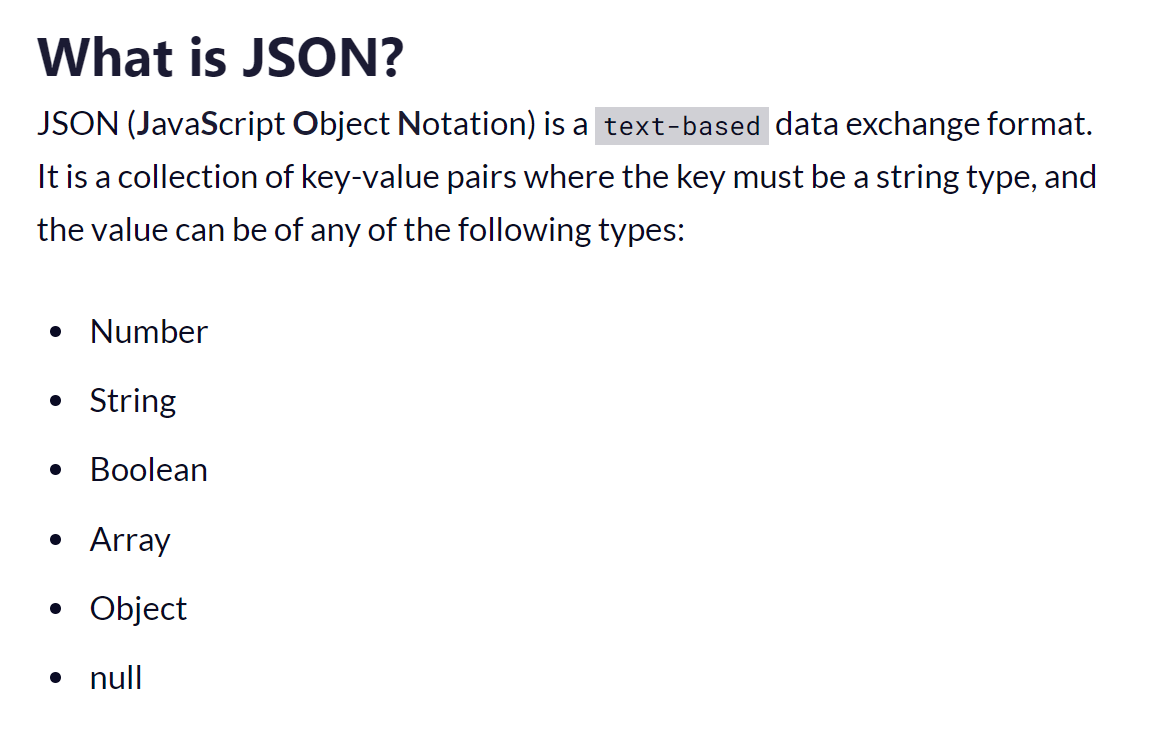 What is JSON?
JSON (JavaScript Object Notation) is a text-based data exchange format.
It is a collection of key-value pairs where the key must be a string type, and
the value can be of any of the following types:
• Number
• String
• Boolean
• Array
• Object
• null